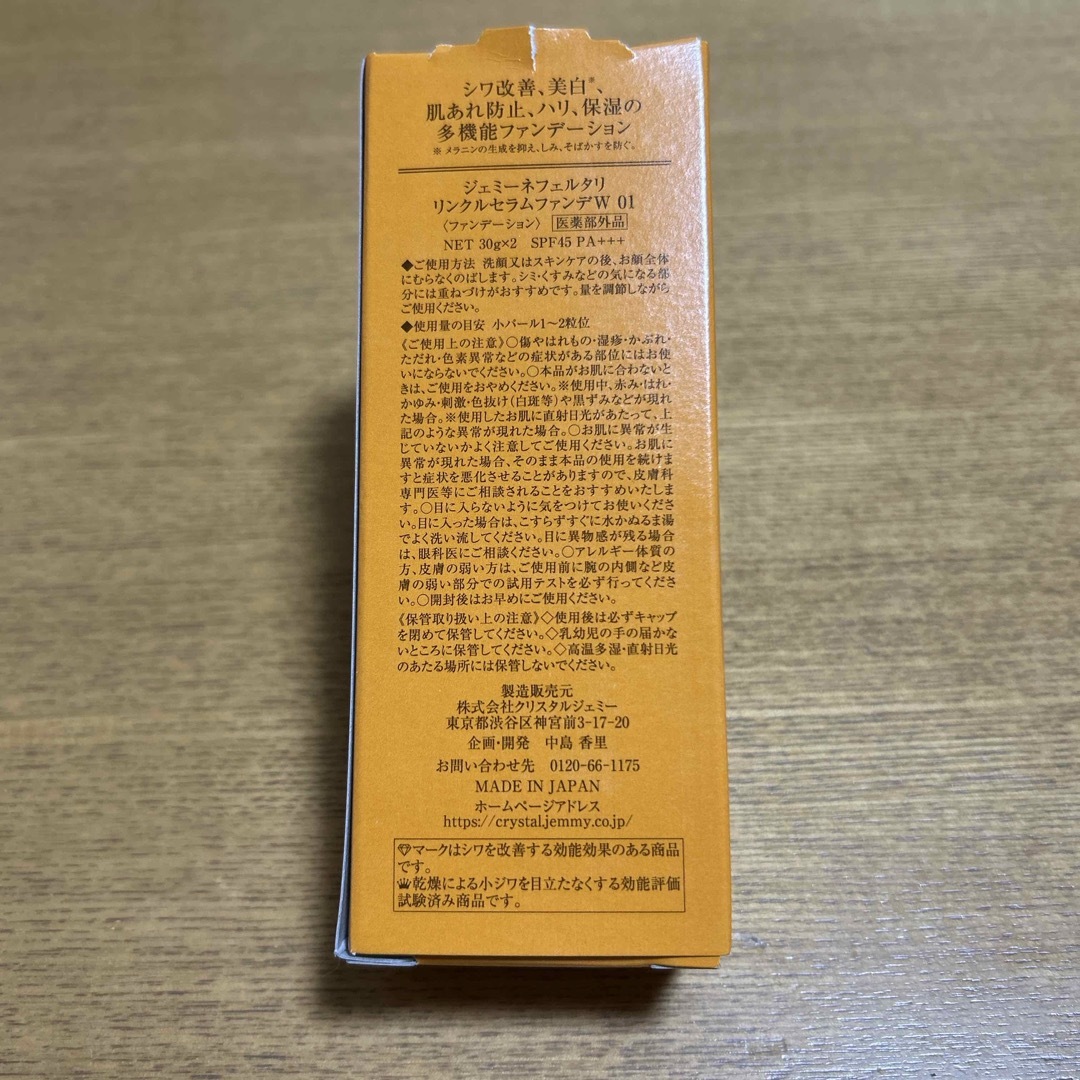 シワ改善、美白※、
肌あれ防止、ハリ、保湿の
多機能ファンデーション
※メラニンの生成を抑え、しみ、そばかすを防ぐ。
ジェミーネフェルタリ
リンクルセラムファンデW 01
〈ファンデーション〉 医薬部外品
NET 30g×2 SPF45 PA+++
◆ご使用方法 洗顔又はスキンケアの後、お顔全体
にむらなくのばします。シミ・くすみなどの気になる部
分には重ねづけがおすすめです。量を調節しながら
ご使用ください。
◆使用量の目安 小パール1〜2粒位
《ご使用上の注意》○傷やはれもの・湿疹・かぶれ・
ただれ・色素異常などの症状がある部位にはお使
いにならないでください。○本品がお肌に合わないと
きは、ご使用をおやめください。※使用中、赤み・はれ・
かゆみ・刺激・色抜け(白斑等)や黒ずみなどが現れ
た場合。※使用したお肌に直射日光があたって、上
記のような異常が現れた場合。○お肌に異常が生
じていないかよく注意してご使用ください。お肌に
異常が現れた場合、そのまま本品の使用を続けま
すと症状を悪化させることがありますので、皮膚科
専門医等にご相談されることをおすすめいたしま
す。○目に入らないように気をつけてお使いくださ
い。目に入った場合は、こすらずすぐに水かぬるま湯
でよく洗い流してください。目に異物感が残る場合
は、眼科医にご相談ください。○アレルギー体質の
方、皮膚の弱い方は、ご使用前に腕の内側など皮
膚の弱い部分での試用テストを必ず行ってくださ
い。○開封後はお早めにご使用ください。
《保管取り扱い上の注意》◇使用後は必ずキャップ
を閉めて保管してください。◇乳幼児の手の届かな
いところに保管してください。◇高温多湿・直射日光
のあたる場所には保管しないでください。
製造販売元
株式会社クリスタルジェミー
東京都渋谷区神宮前3-17-20
企画・開発 中島 香里
お問い合わせ先 0120-66-1175
MADE IN JAPAN
ホームページアドレス
https://crystal.jemmy.co.jp/
マークはシワを改善する効能効果のある商品
です。
乾燥による小ジワを目立たなくする効能評価
試験済み商品です。